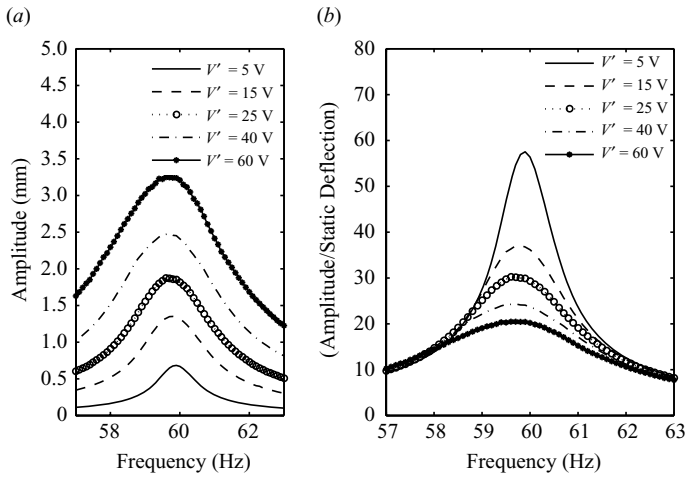 (a)
5.0
4.5
4.0
3.5
3.0
2.5
2.0
1.5
1.0
0.5
0
Amplitude (mm)
V′ = 5 V
V′ = 15 V
V′ = 25 V
V′ = 40 V
V′ = 60 V
58 60 62
Frequency (Hz)
(b)
80
70
60
50
40
30
20
10
0
(Amplitude/Static Deflection)
V′ = 5 V
V′ = 15 V
V′ = 25 V
V′ = 40 V
V′ = 60 V
57 58 59 60 61 62 63
Frequency (Hz)